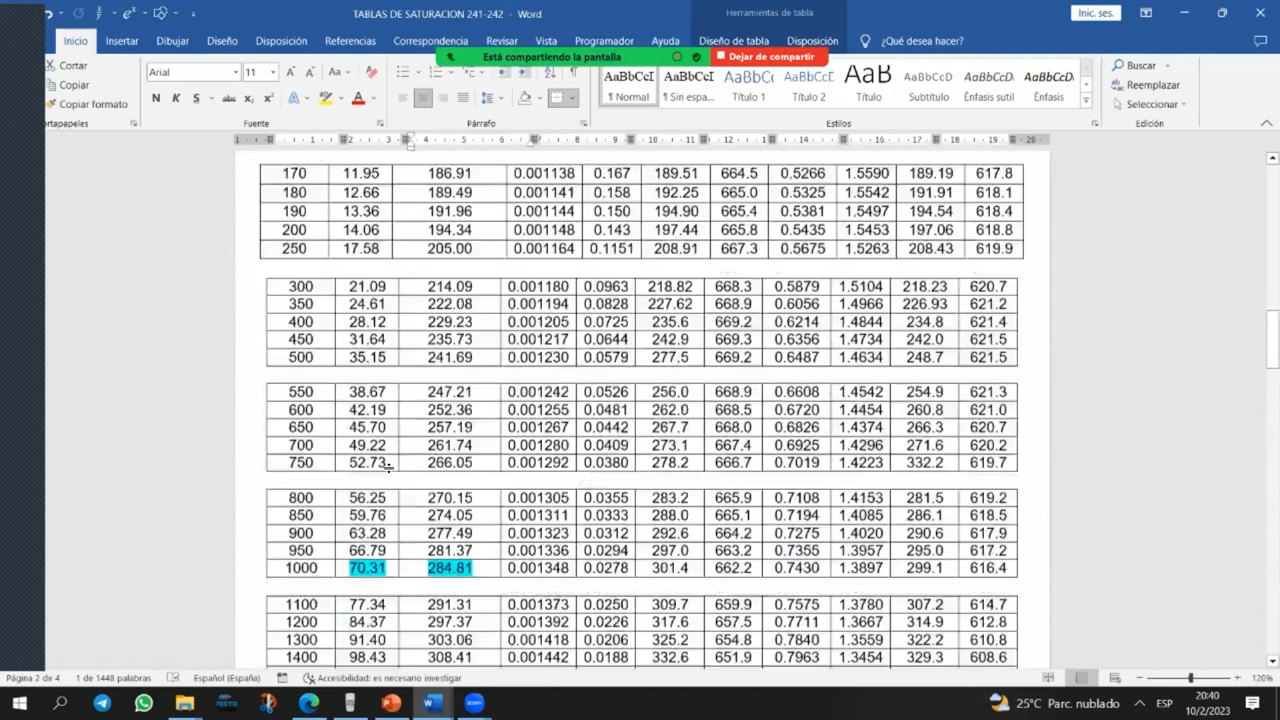 TABLAS DE SATURACION 241-242 - Word
Herramientas de tabla
Inic. ses.
Inicio Insertar Dibujar Diseño Disposición Referencias Correspondencia Revisar Vista Programador Ayuda Diseño de tabla Disposición ¿Qué desea hacer?
Está compartiendo la pantalla Dejar de compartir
Cortar
Copiar
Copiar formato
Arial 11
Aa
N K S abc x₂ x²
AaBbCcI AaBbCcI AaBbC AaBbCcI AaB AaBbCcD AaBbCcD AaBbCcD
¶ Normal ¶ Sin espa... Título 1 Título 2 Título Subtítulo Énfasis sutil Énfasis
Buscar
Reemplazar
Seleccionar
ortapapeles Fuente Párrafo Estilos Edición
170 11.95 186.91 0.001138 0.167 189.51 664.5 0.5266 1.5590 189.19 617.8
180 12.66 189.49 0.001141 0.158 192.25 665.0 0.5325 1.5542 191.91 618.1
190 13.36 191.96 0.001144 0.150 194.90 665.4 0.5381 1.5497 194.54 618.4
200 14.06 194.34 0.001148 0.143 197.44 665.8 0.5435 1.5453 197.06 618.8
250 17.58 205.00 0.001164 0.1151 208.91 667.3 0.5675 1.5263 208.43 619.9
300 21.09 214.09 0.001180 0.0963 218.82 668.3 0.5879 1.5104 218.23 620.7
350 24.61 222.08 0.001194 0.0828 227.62 668.9 0.6056 1.4966 226.93 621.2
400 28.12 229.23 0.001205 0.0725 235.6 669.2 0.6214 1.4844 234.8 621.4
450 31.64 235.73 0.001217 0.0644 242.9 669.3 0.6356 1.4734 242.0 621.5
500 35.15 241.69 0.001230 0.0579 277.5 669.2 0.6487 1.4634 248.7 621.5
550 38.67 247.21 0.001242 0.0526 256.0 668.9 0.6608 1.4542 254.9 621.3
600 42.19 252.36 0.001255 0.0481 262.0 668.5 0.6720 1.4454 260.8 621.0
650 45.70 257.19 0.001267 0.0442 267.7 668.0 0.6826 1.4374 266.3 620.7
700 49.22 261.74 0.001280 0.0409 273.1 667.4 0.6925 1.4296 271.6 620.2
750 52.73 266.05 0.001292 0.0380 278.2 666.7 0.7019 1.4223 332.2 619.7
800 56.25 270.15 0.001305 0.0355 283.2 665.9 0.7108 1.4153 281.5 619.2
850 59.76 274.05 0.001311 0.0333 288.0 665.1 0.7194 1.4085 286.1 618.5
900 63.28 277.49 0.001323 0.0312 292.6 664.2 0.7275 1.4020 290.6 617.9
950 66.79 281.37 0.001336 0.0294 297.0 663.2 0.7355 1.3957 295.0 617.2
1000 70.31 284.81 0.001348 0.0278 301.4 662.2 0.7430 1.3897 299.1 616.4
1100 77.34 291.31 0.001373 0.0250 309.7 659.9 0.7575 1.3780 307.2 614.7
1200 84.37 297.37 0.001392 0.0226 317.6 657.5 0.7711 1.3667 314.9 612.8
1300 91.40 303.06 0.001418 0.0206 325.2 654.8 0.7840 1.3559 322.2 610.8
1400 98.43 308.41 0.001442 0.0188 332.6 651.9 0.7963 1.3454 329.3 608.6
Página 2 de 4 1 de 1448 palabras Español (España) Accesibilidad: es necesario investigar 120%
25°C Parc. nublado ESP 20:40
10/2/2023